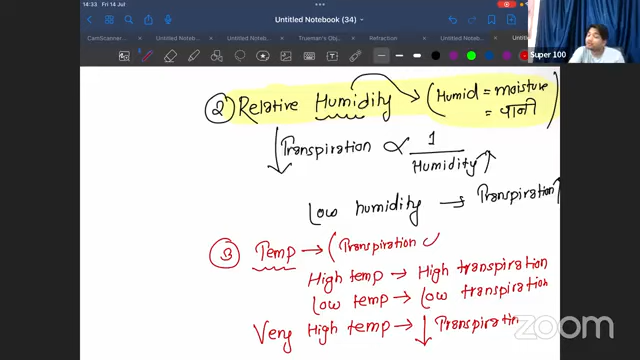 14:33 Fri 14 Jul
Untitled Notebook (34)
CamScanner
Untitled Notebook
Untitled Notebook
Trueman's Obj
Refraction
Untitled Notebook
Super 100
② Relative Humidity → (Humid = moisture
= पानी)
↓ Transpiration ∝ 1 / Humidity ↑
Low humidity → Transpiration ↑
③ Temp → (Transpiration ✓
High temp → High transpiration
Low temp → Low transpiration
Very High temp → ↓ Transpiratin
zoom